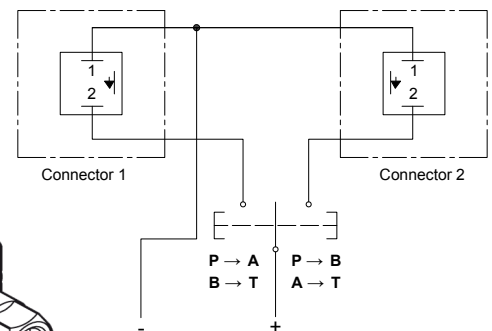 1
2
1
2
Connector 1
Connector 2
P → A
B → T
P → B
A → T
-
+